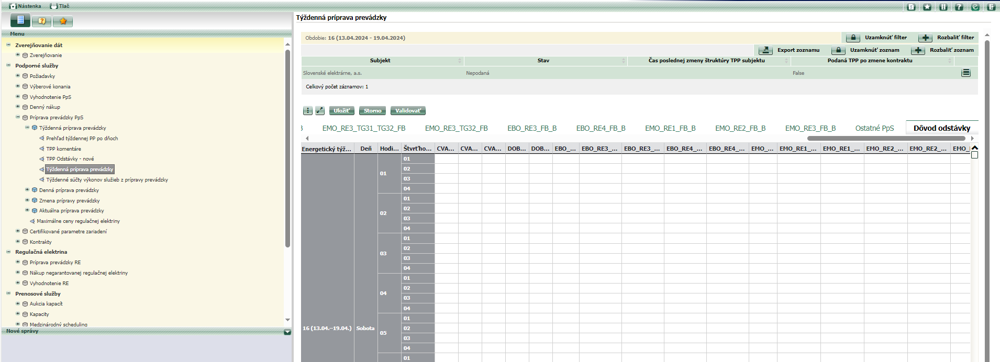 Nástenka Tlač
Menu
Zverejňovanie dát
Zverejňovanie
Podporné služby
Požiadavky
Výberové konania
Vyhodnotenie PpS
Denný nákup
Príprava prevádzky PpS
Týždenná príprava prevádzky
Prehľad týždennej PP po dňoch
TPP komentáre
TPP Odstávky - nové
Týždenná príprava prevádzky
Týždenné súčty výkonov služieb z prípravy prevádzky
Denná príprava prevádzky
Zmena prípravy prevádzky
Aktuálna príprava prevádzky
Maximálne ceny regulačnej elektriny
Certifikované parametre zariadení
Kontrakty
Regulačná elektrina
Príprava prevádzky RE
Nákup negarantovanej regulačnej elektriny
Vyhodnotenie RE
Prenosové služby
Aukcia kapacít
Kapacity
Medzinárodný scheduling
Nové správy
Týždenná príprava prevádzky
Obdobie: 16 (13.04.2024 - 19.04.2024) Uzamknúť filter Rozbaliť filter
Export zoznamu Uzamknúť zoznam Rozbaliť zoznam
Subjekt Stav Čas poslednej zmeny štruktúry TPP subjektu Podaná TPP po zmene kontraktu
Slovenské elektrárne, a.s. Nepodaná False
Celkový počet záznamov: 1
Uložiť Storno Validovať
EMO_RE3_TG31_TG32_FB EMO_RE3_TG32_FB EBO_RE3_FB_B EBO_RE4_FB_B EMO_RE1_FB_B EMO_RE2_FB_B EMO_RE3_FB_B Ostatné PpS Dôvod odstávky
Energetický týž... Deň Hodi... Štvrťho... CVA... CVA... CVA... DOB... DOB... EBO_... EBO_RE3_... EBO_RE3_... EBO_RE4_... EBO_RE4_... EMO_... EMO_RE1_... EMO_RE1_... EMO_RE2_... EMO_RE2_... EMO_
16 (13.04.–19.04.) Sobota
01
01
02
03
04
02
01
02
03
04
03
01
02
03
04
04
01
02
03
04
05
01
02
03
04
01